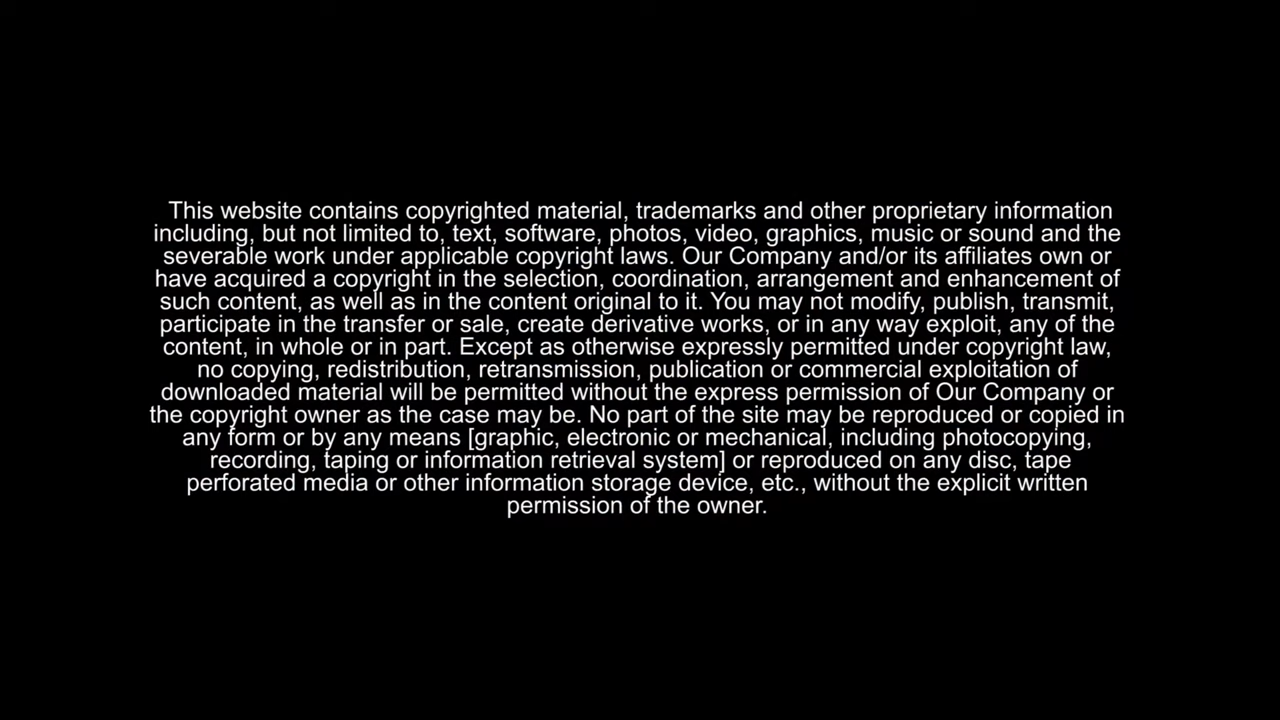 This website contains copyrighted material, trademarks and other proprietary information
including, but not limited to, text, software, photos, video, graphics, music or sound and the
severable work under applicable copyright laws. Our Company and/or its affiliates own or
have acquired a copyright in the selection, coordination, arrangement and enhancement of
such content, as well as in the content original to it. You may not modify, publish, transmit,
participate in the transfer or sale, create derivative works, or in any way exploit, any of the
content, in whole or in part. Except as otherwise expressly permitted under copyright law,
no copying, redistribution, retransmission, publication or commercial exploitation of
downloaded material will be permitted without the express permission of Our Company or
the copyright owner as the case may be. No part of the site may be reproduced or copied in
any form or by any means [graphic, electronic or mechanical, including photocopying,
recording, taping or information retrieval system] or reproduced on any disc, tape
perforated media or other information storage device, etc., without the explicit written
permission of the owner.